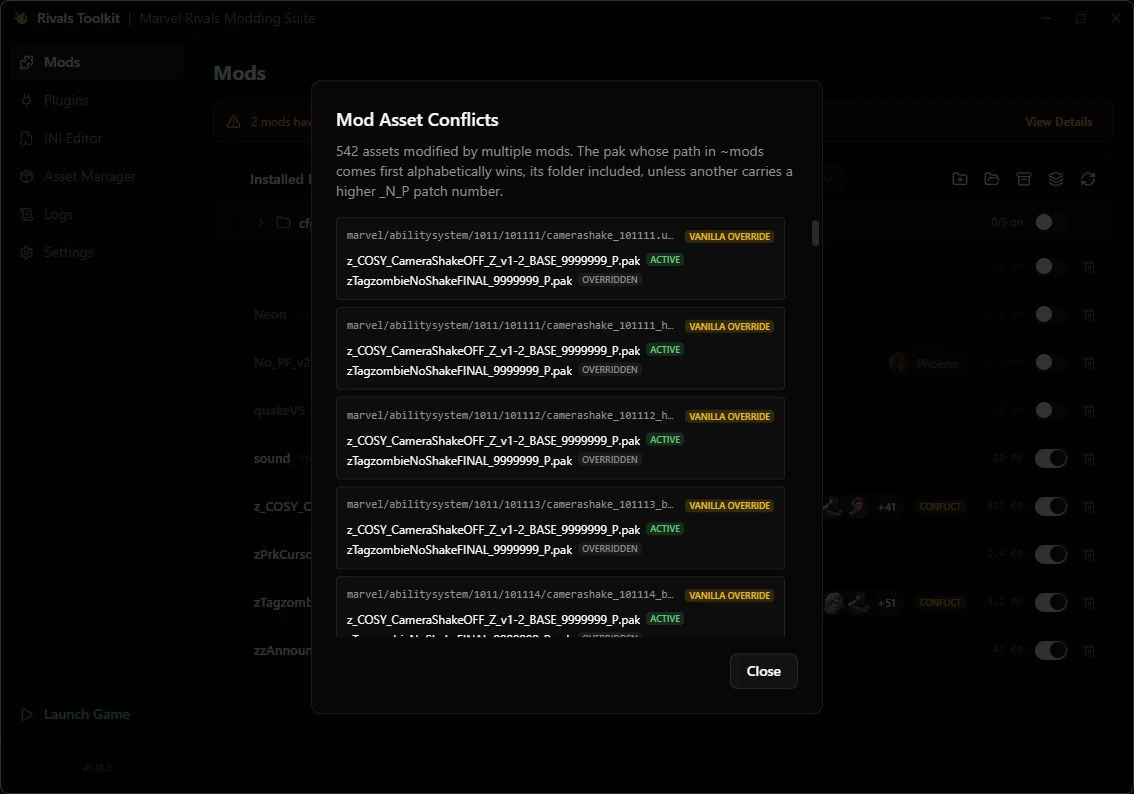 Rivals Toolkit | Marvel Rivals Modding Suite
Mods
Plugins
INI Editor
Asset Manager
Logs
Settings
Launch Game
v0.16.0
Mods
2 mods hav
View Details
Installed
0/5 on
Neon
No_PF_v2
Phoenix
quakeV5
sound
10 MB
z_COSY_C
+41
CONFLICT
317 KB
zPrkCurso
1.4 KB
zTagzomb
+51
CONFLICT
3.2 MB
zzAnnoun
47 KB
Mod Asset Conflicts
542 assets modified by multiple mods. The pak whose path in ~mods
comes first alphabetically wins, its folder included, unless another carries a
higher _N_P patch number.
marvel/abilitysystem/1011/101111/camerashake_101111.u… VANILLA OVERRIDE
z_COSY_CameraShakeOFF_Z_v1-2_BASE_9999999_P.pak ACTIVE
zTagzombieNoShakeFINAL_9999999_P.pak OVERRIDDEN
marvel/abilitysystem/1011/101111/camerashake_101111_h… VANILLA OVERRIDE
z_COSY_CameraShakeOFF_Z_v1-2_BASE_9999999_P.pak ACTIVE
zTagzombieNoShakeFINAL_9999999_P.pak OVERRIDDEN
marvel/abilitysystem/1011/101112/camerashake_101112_h… VANILLA OVERRIDE
z_COSY_CameraShakeOFF_Z_v1-2_BASE_9999999_P.pak ACTIVE
zTagzombieNoShakeFINAL_9999999_P.pak OVERRIDDEN
marvel/abilitysystem/1011/101113/camerashake_101113_b… VANILLA OVERRIDE
z_COSY_CameraShakeOFF_Z_v1-2_BASE_9999999_P.pak ACTIVE
zTagzombieNoShakeFINAL_9999999_P.pak OVERRIDDEN
marvel/abilitysystem/1011/101114/camerashake_101114_b… VANILLA OVERRIDE
z_COSY_CameraShakeOFF_Z_v1-2_BASE_9999999_P.pak ACTIVE
zTagzombieNoShakeFINAL_9999999_P.pak OVERRIDDEN
Close